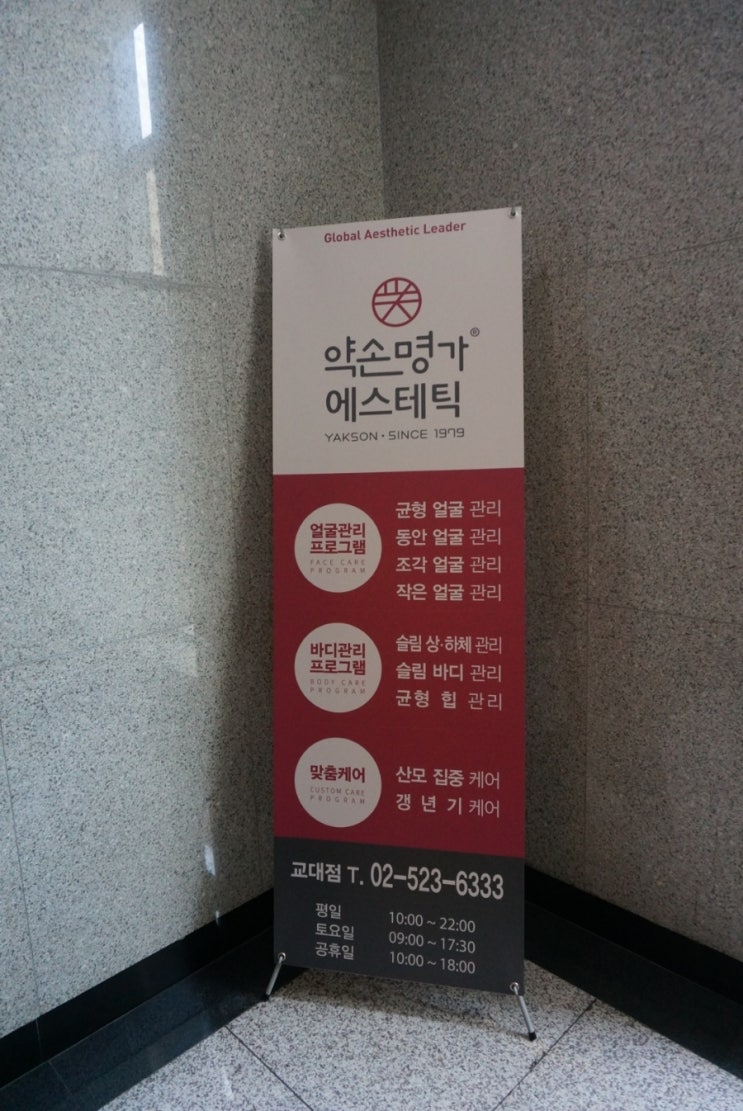 Global Aesthetic Leader
약손명가®
에스테틱
YAKSON · SINCE 1979
얼굴관리
프로그램
FACE CARE
PROGRAM
균형 얼굴 관리
동안 얼굴 관리
조각 얼굴 관리
작은 얼굴 관리
바디관리
프로그램
BODY CARE
PROGRAM
슬림 상·하체 관리
슬림 바디 관리
균형 힙 관리
맞춤케어
CUSTOM CARE
PROGRAM
산모 집중 케어
갱 년 기 케어
교대점 T. 02-523-6333
평일 10:00 ~ 22:00
토요일 09:00 ~ 17:30
공휴일 10:00 ~ 18:00